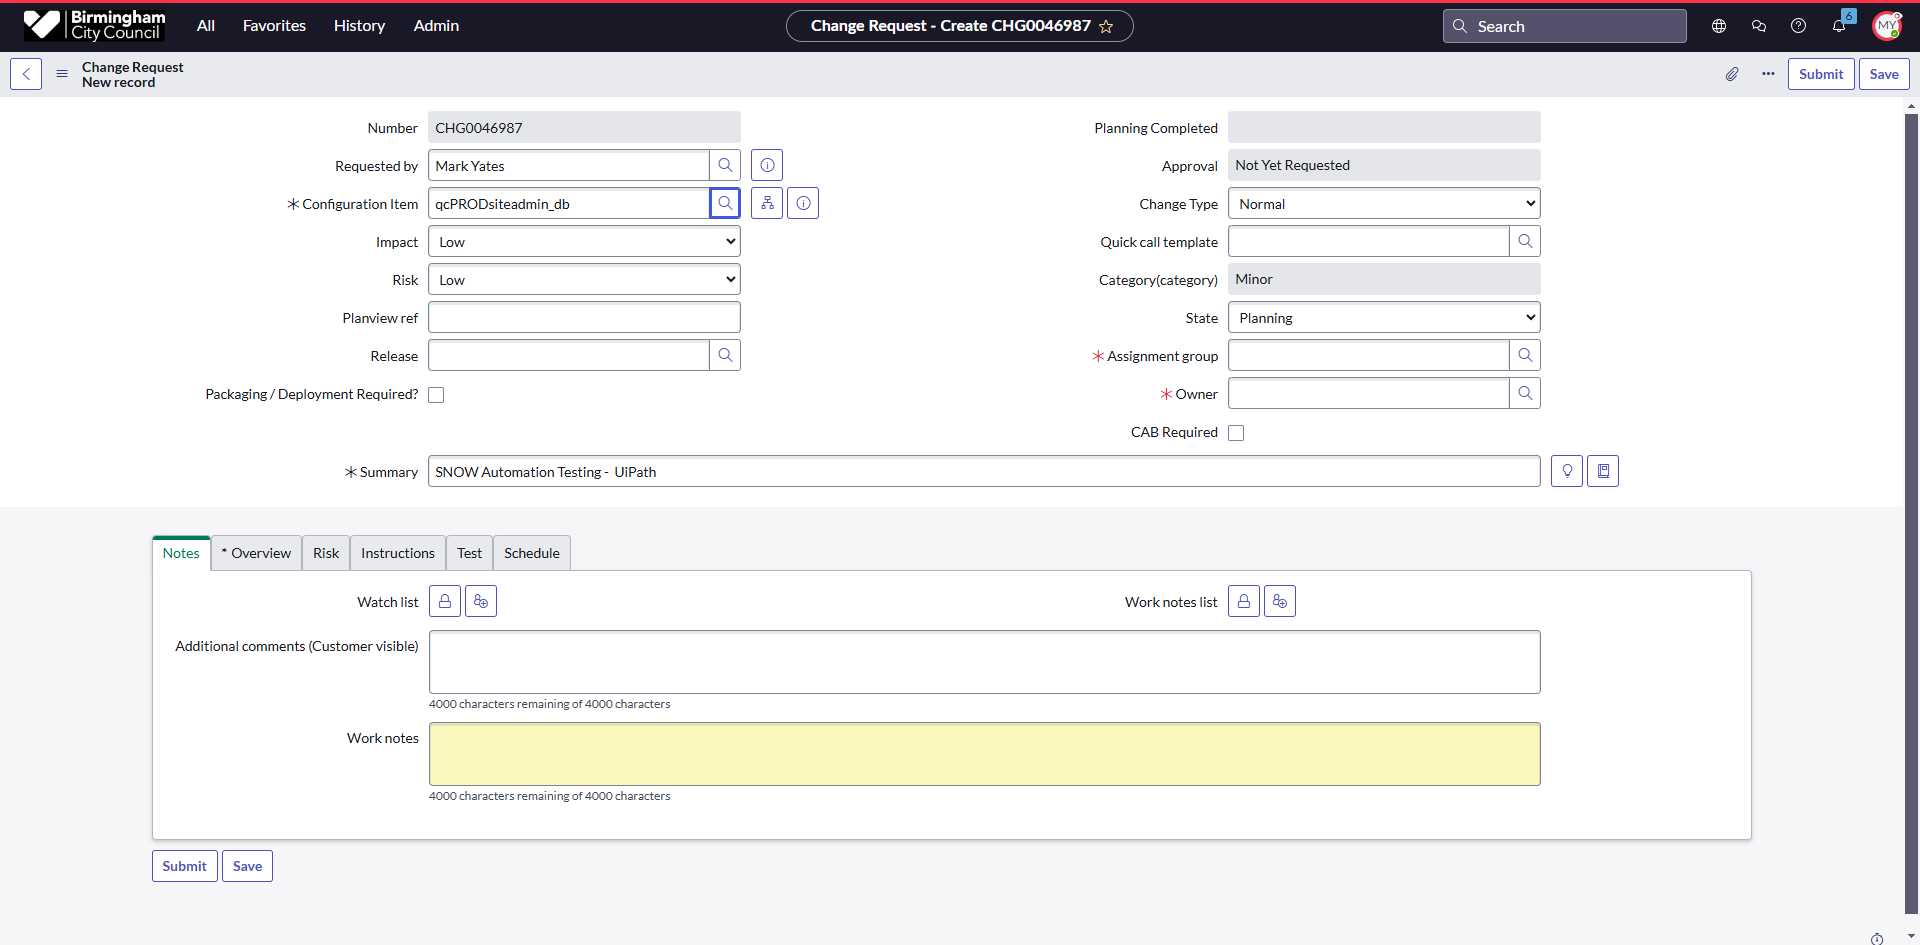 Birmingham
City Council
All
Favorites
History
Admin
Change Request - Create CHG0046987
Search
6
MY
Change Request
New record
Submit
Save
Number
CHG0046987
Requested by
Mark Yates
* Configuration Item
qcPRODsiteadmin_db
Impact
Low
Risk
Low
Planview ref
Release
Packaging / Deployment Required?
Planning Completed
Approval
Not Yet Requested
Change Type
Normal
Quick call template
Category(category)
Minor
State
Planning
* Assignment group
* Owner
CAB Required
* Summary
SNOW Automation Testing - UiPath
Notes
* Overview
Risk
Instructions
Test
Schedule
Watch list
Work notes list
Additional comments (Customer visible)
4000 characters remaining of 4000 characters
Work notes
4000 characters remaining of 4000 characters
Submit
Save